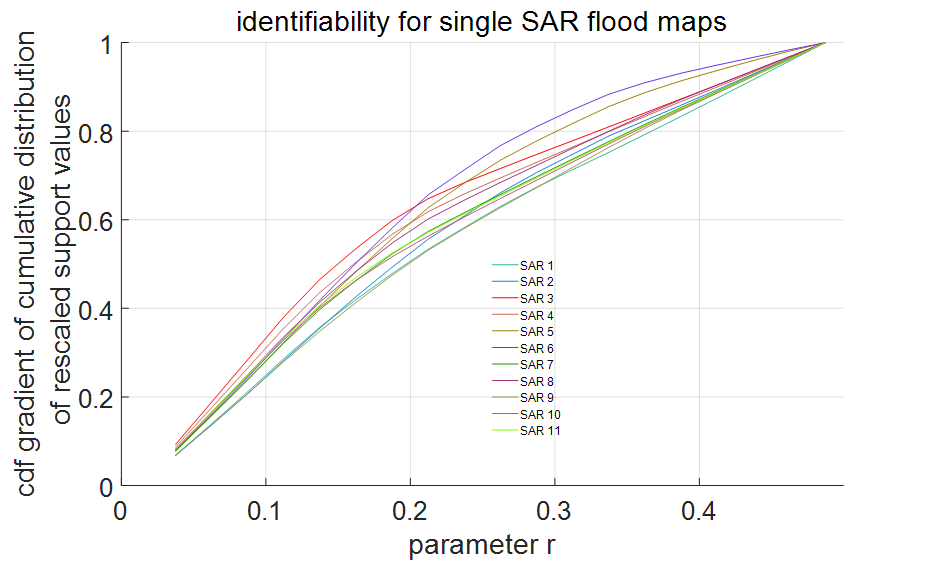 identifiability for single SAR flood maps
cdf gradient of cumulative distribution
of rescaled support values
1
0.8
0.6
0.4
0.2
0
SAR 1
SAR 2
SAR 3
SAR 4
SAR 5
SAR 6
SAR 7
SAR 8
SAR 9
SAR 10
SAR 11
0 0.1 0.2 0.3 0.4
parameter r